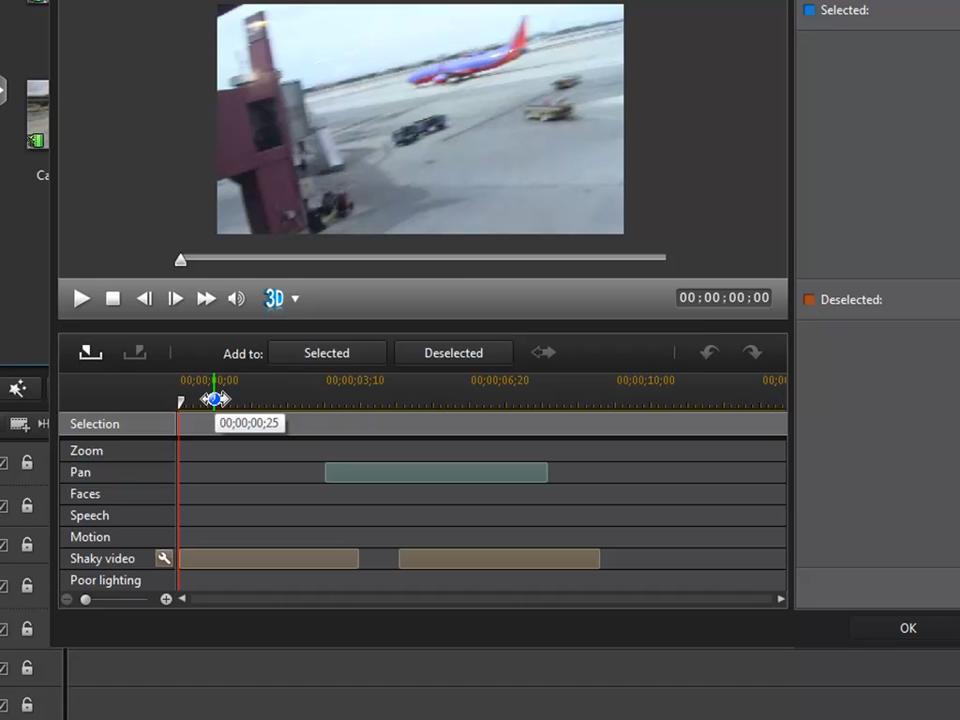 Selected:
Ca
3D
00:00:00:00
Deselected:
Add to:
Selected
Deselected
00;00;00;00
00;00;03;10
00;00;06;20
00;00;10;00
00;0
00;00;00;25
Selection
Zoom
Pan
Faces
Speech
Motion
Shaky video
Poor lighting
OK